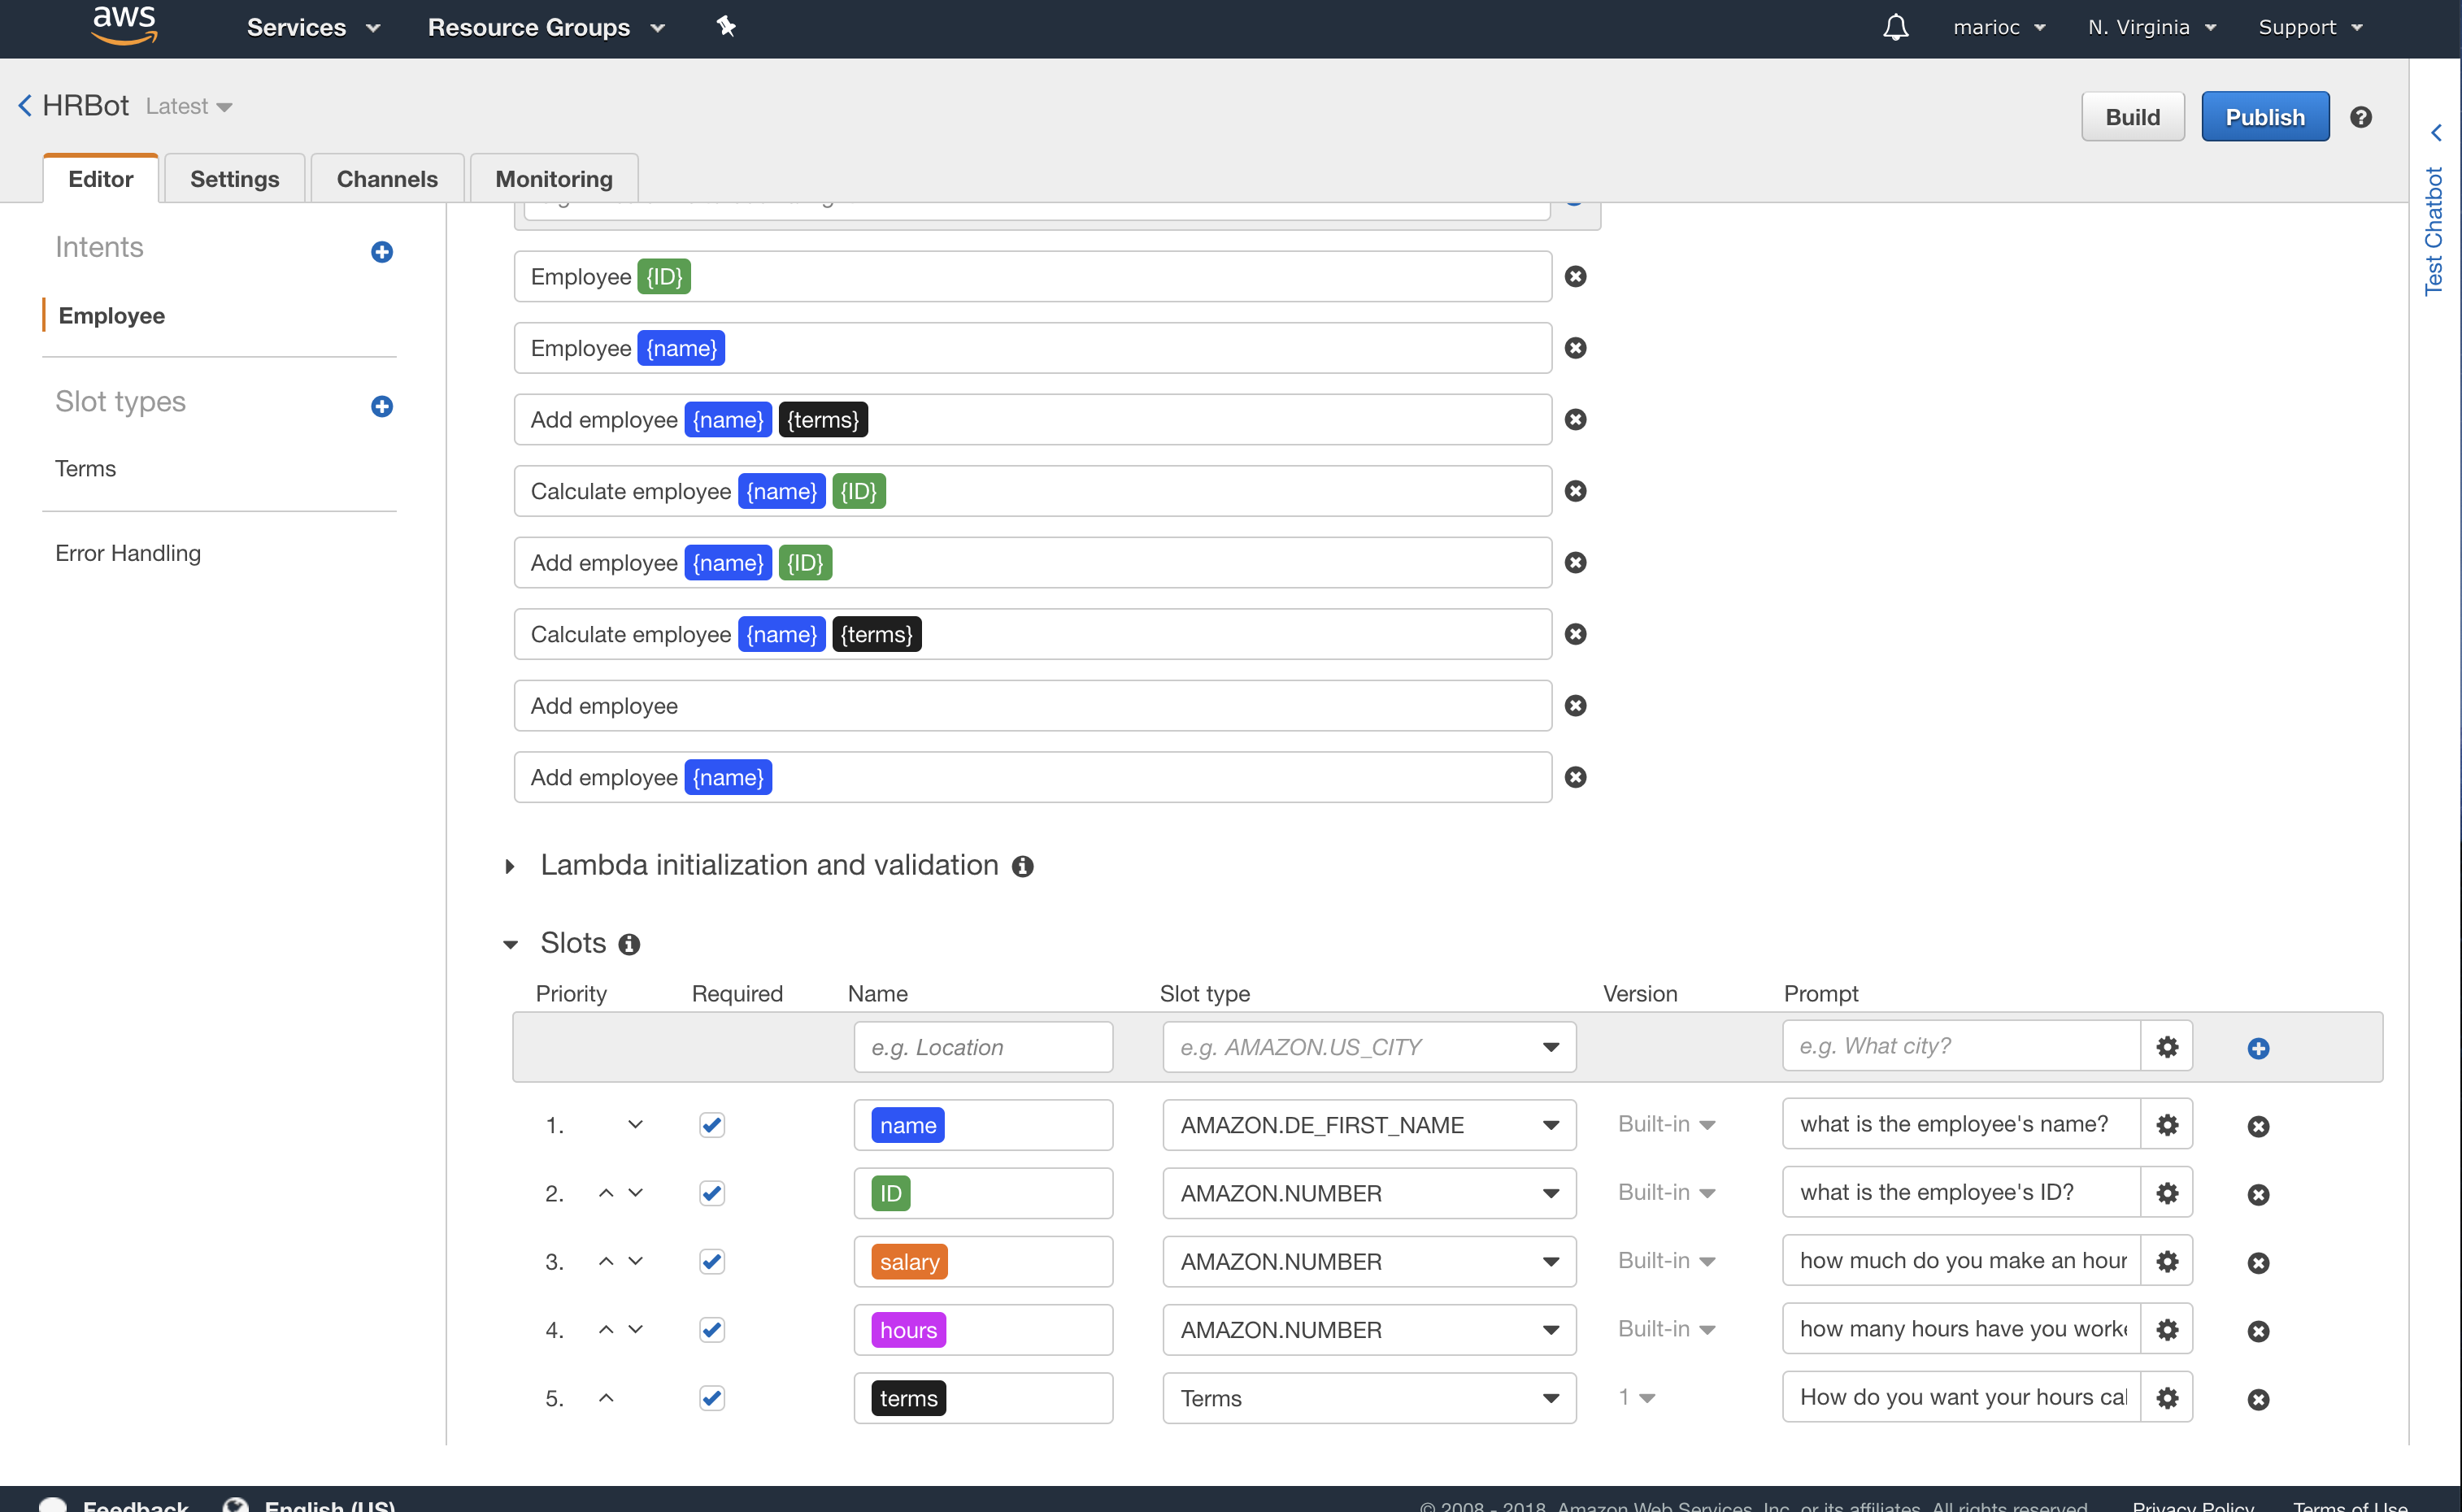 aws Services Resource Groups marioc N. Virginia Support
HRBot Latest Build Publish
Editor Settings Channels Monitoring
Test Chatbot
Intents
Employee
Slot types
Terms
Error Handling
Employee {ID}
Employee {name}
Add employee {name} {terms}
Calculate employee {name} {ID}
Add employee {name} {ID}
Calculate employee {name} {terms}
Add employee
Add employee {name}
Lambda initialization and validation
Slots
Priority Required Name Slot type Version Prompt
e.g. Location e.g. AMAZON.US_CITY e.g. What city?
1. name AMAZON.DE_FIRST_NAME Built-in what is the employee's name?
2. ID AMAZON.NUMBER Built-in what is the employee's ID?
3. salary AMAZON.NUMBER Built-in how much do you make an hour
4. hours AMAZON.NUMBER Built-in how many hours have you work
5. terms Terms 1 How do you want your hours cal
Feedback English (US) © 2008 - 2018, Amazon Web Services, Inc. or its affiliates. All rights reserved. Privacy Policy Terms of Use